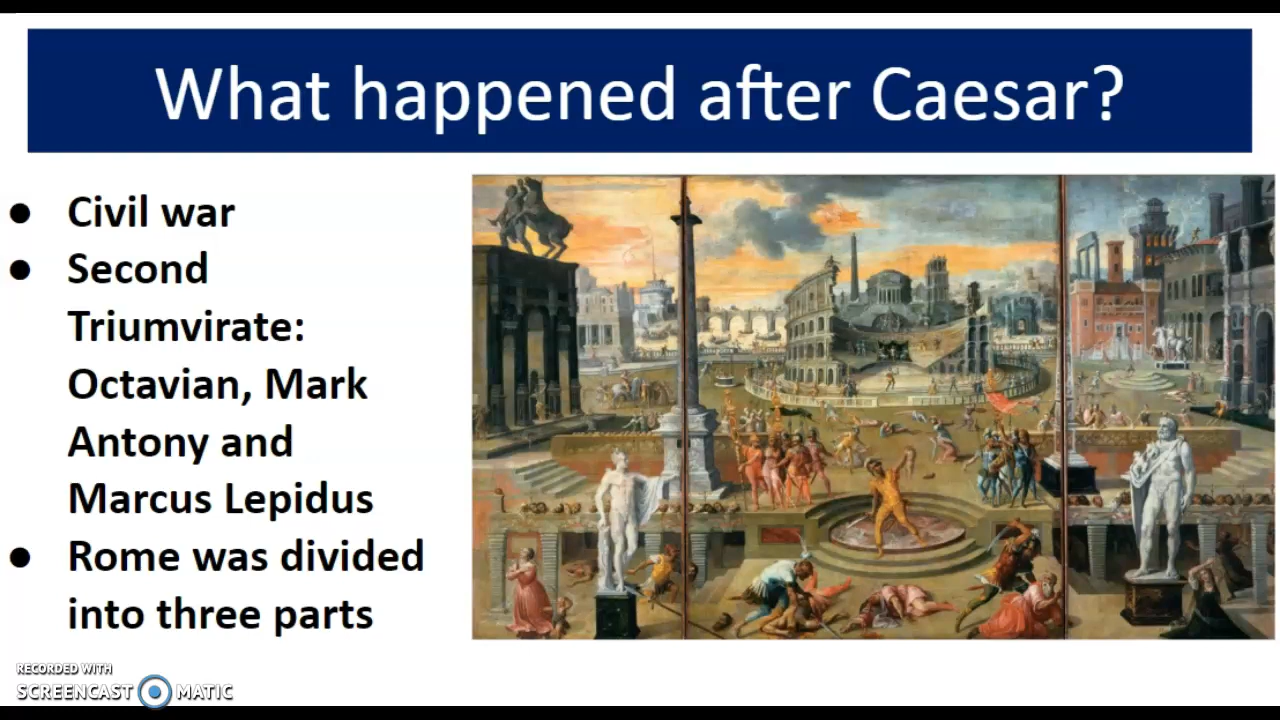 What happened after Caesar?
● Civil war
● Second
Triumvirate:
Octavian, Mark
Antony and
Marcus Lepidus
● Rome was divided
into three parts
RECORDED WITH
SCREENCAST MATIC